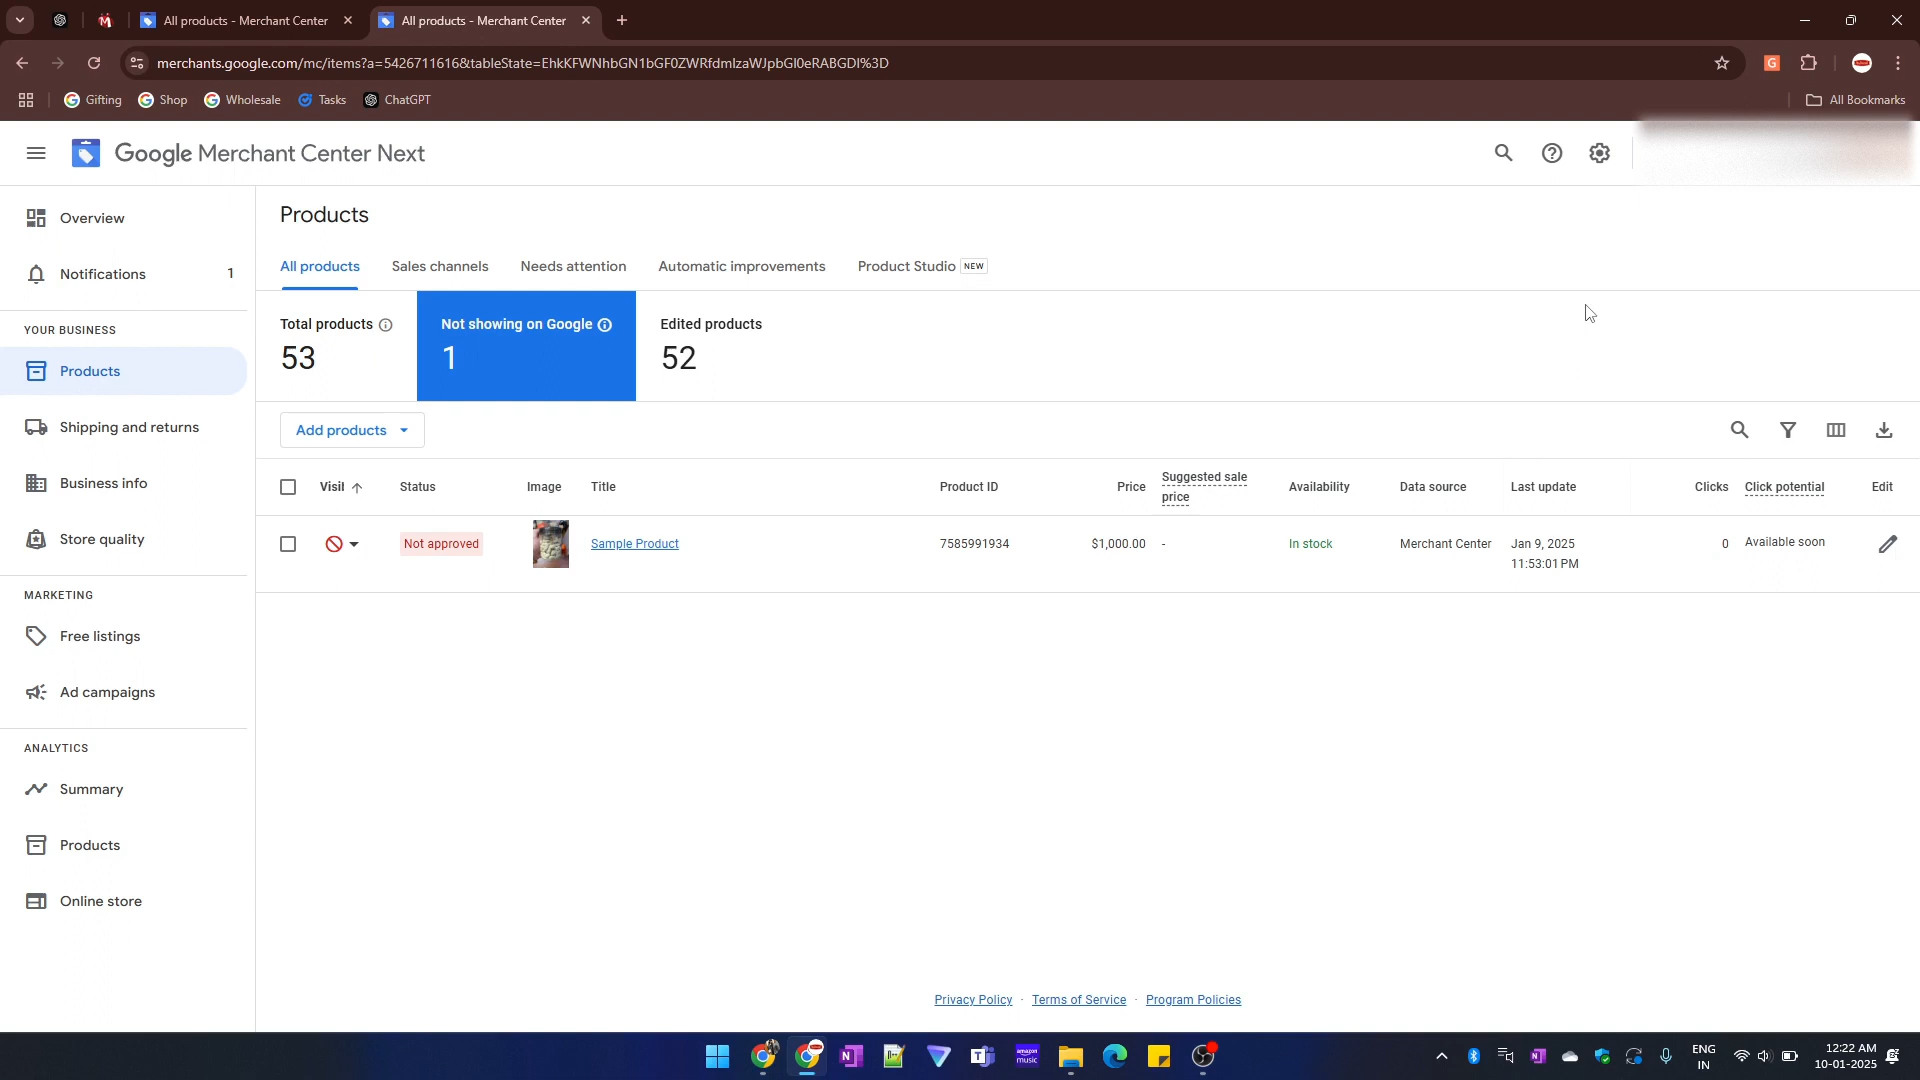 All products - Merchant Center
All products - Merchant Center
merchants.google.com/mc/items?a=5426711616&tableState=EhkKFWNhbGN1bGF0ZWRfdmlzaWJpbGl0eRABGDI%3D
Gifting
Shop
Wholesale
Tasks
ChatGPT
All Bookmarks
Google Merchant Center Next
Overview
Notifications 1
YOUR BUSINESS
Products
Shipping and returns
Business info
Store quality
MARKETING
Free listings
Ad campaigns
ANALYTICS
Summary
Products
Online store
Products
All products
Sales channels
Needs attention
Automatic improvements
Product Studio NEW
Total products
53
Not showing on Google
1
Edited products
52
Add products
Visil
Status
Image
Title
Product ID
Price
Suggested sale
price
Availability
Data source
Last update
Clicks
Click potential
Edit
Not approved
Sample Product
7585991934
$1,000.00
-
In stock
Merchant Center
Jan 9, 2025
11:53:01 PM
0
Available soon
Privacy Policy · Terms of Service · Program Policies
ENG
IN
12:22 AM
10-01-2025